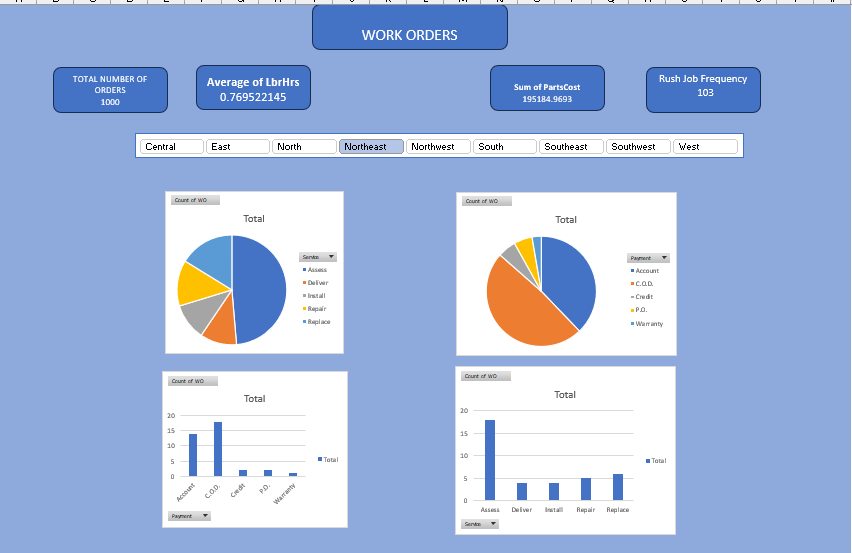 WORK ORDERS
TOTAL NUMBER OF
ORDERS
1000
Average of LbrHrs
0.769522145
Sum of PartsCost
195184.9693
Rush Job Frequency
103
Central East North Northeast Northwest South Southeast Southwest West
Count of WO
Total
Service
Assess
Deliver
Install
Repair
Replace
Count of WO
Total
Payment
Account
C.O.D.
Credit
P.O.
Warranty
Count of WO
Total
20
15
10
5
0
Account C.O.D. Credit P.O. Warranty
Total
Payment
Count of WO
Total
20
15
10
5
0
Assess Deliver Install Repair Replace
Total
Service